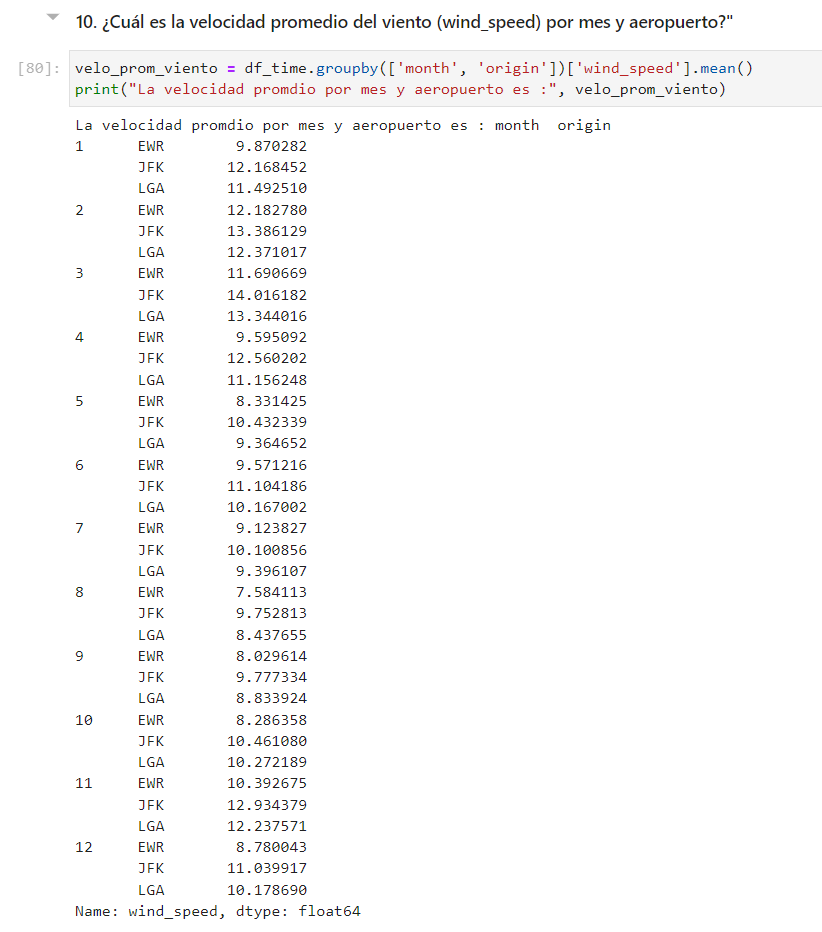 10. ¿Cuál es la velocidad promedio del viento (wind_speed) por mes y aeropuerto?"
[80]: velo_prom_viento = df_time.groupby(['month', 'origin'])['wind_speed'].mean()
print("La velocidad promdio por mes y aeropuerto es :", velo_prom_viento)
La velocidad promdio por mes y aeropuerto es : month  origin
1      EWR        9.870282
       JFK       12.168452
       LGA       11.492510
2      EWR       12.182780
       JFK       13.386129
       LGA       12.371017
3      EWR       11.690669
       JFK       14.016182
       LGA       13.344016
4      EWR        9.595092
       JFK       12.560202
       LGA       11.156248
5      EWR        8.331425
       JFK       10.432339
       LGA        9.364652
6      EWR        9.571216
       JFK       11.104186
       LGA       10.167002
7      EWR        9.123827
       JFK       10.100856
       LGA        9.396107
8      EWR        7.584113
       JFK        9.752813
       LGA        8.437655
9      EWR        8.029614
       JFK        9.777334
       LGA        8.833924
10     EWR        8.286358
       JFK       10.461080
       LGA       10.272189
11     EWR       10.392675
       JFK       12.934379
       LGA       12.237571
12     EWR        8.780043
       JFK       11.039917
       LGA       10.178690
Name: wind_speed, dtype: float64